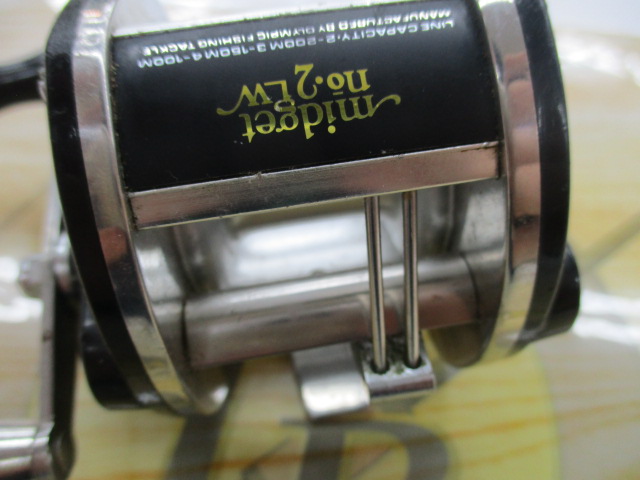 midget
no.2LW
LINE CAPACITY:2-200M 3-150M 4-100M
MANUFACTURED BY OLYMPIC FISHING TACKLE